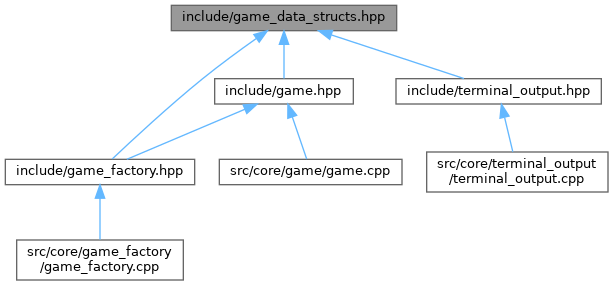 include/game_data_structs.hpp
include/game.hpp
include/terminal_output.hpp
include/game_factory.hpp
src/core/game/game.cpp
src/core/terminal_output
/terminal_output.cpp
src/core/game_factory
/game_factory.cpp